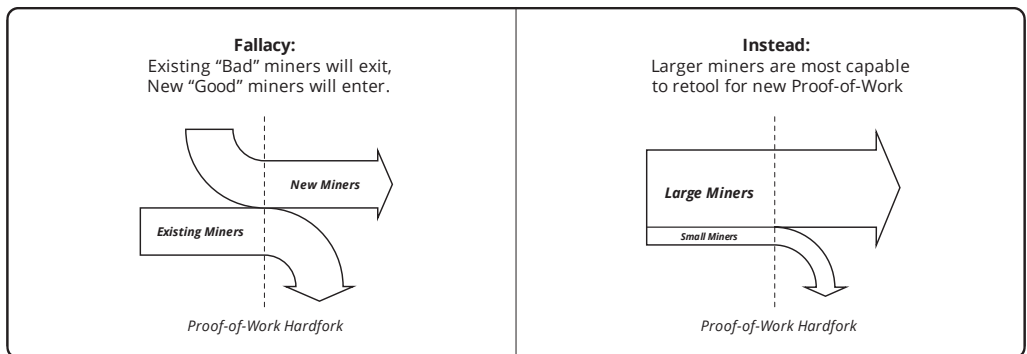 Fallacy:
Existing “Bad” miners will exit,
New “Good” miners will enter.
New Miners
Existing Miners
Proof-of-Work Hardfork
Instead:
Larger miners are most capable
to retool for new Proof-of-Work
Large Miners
Small Miners
Proof-of-Work Hardfork